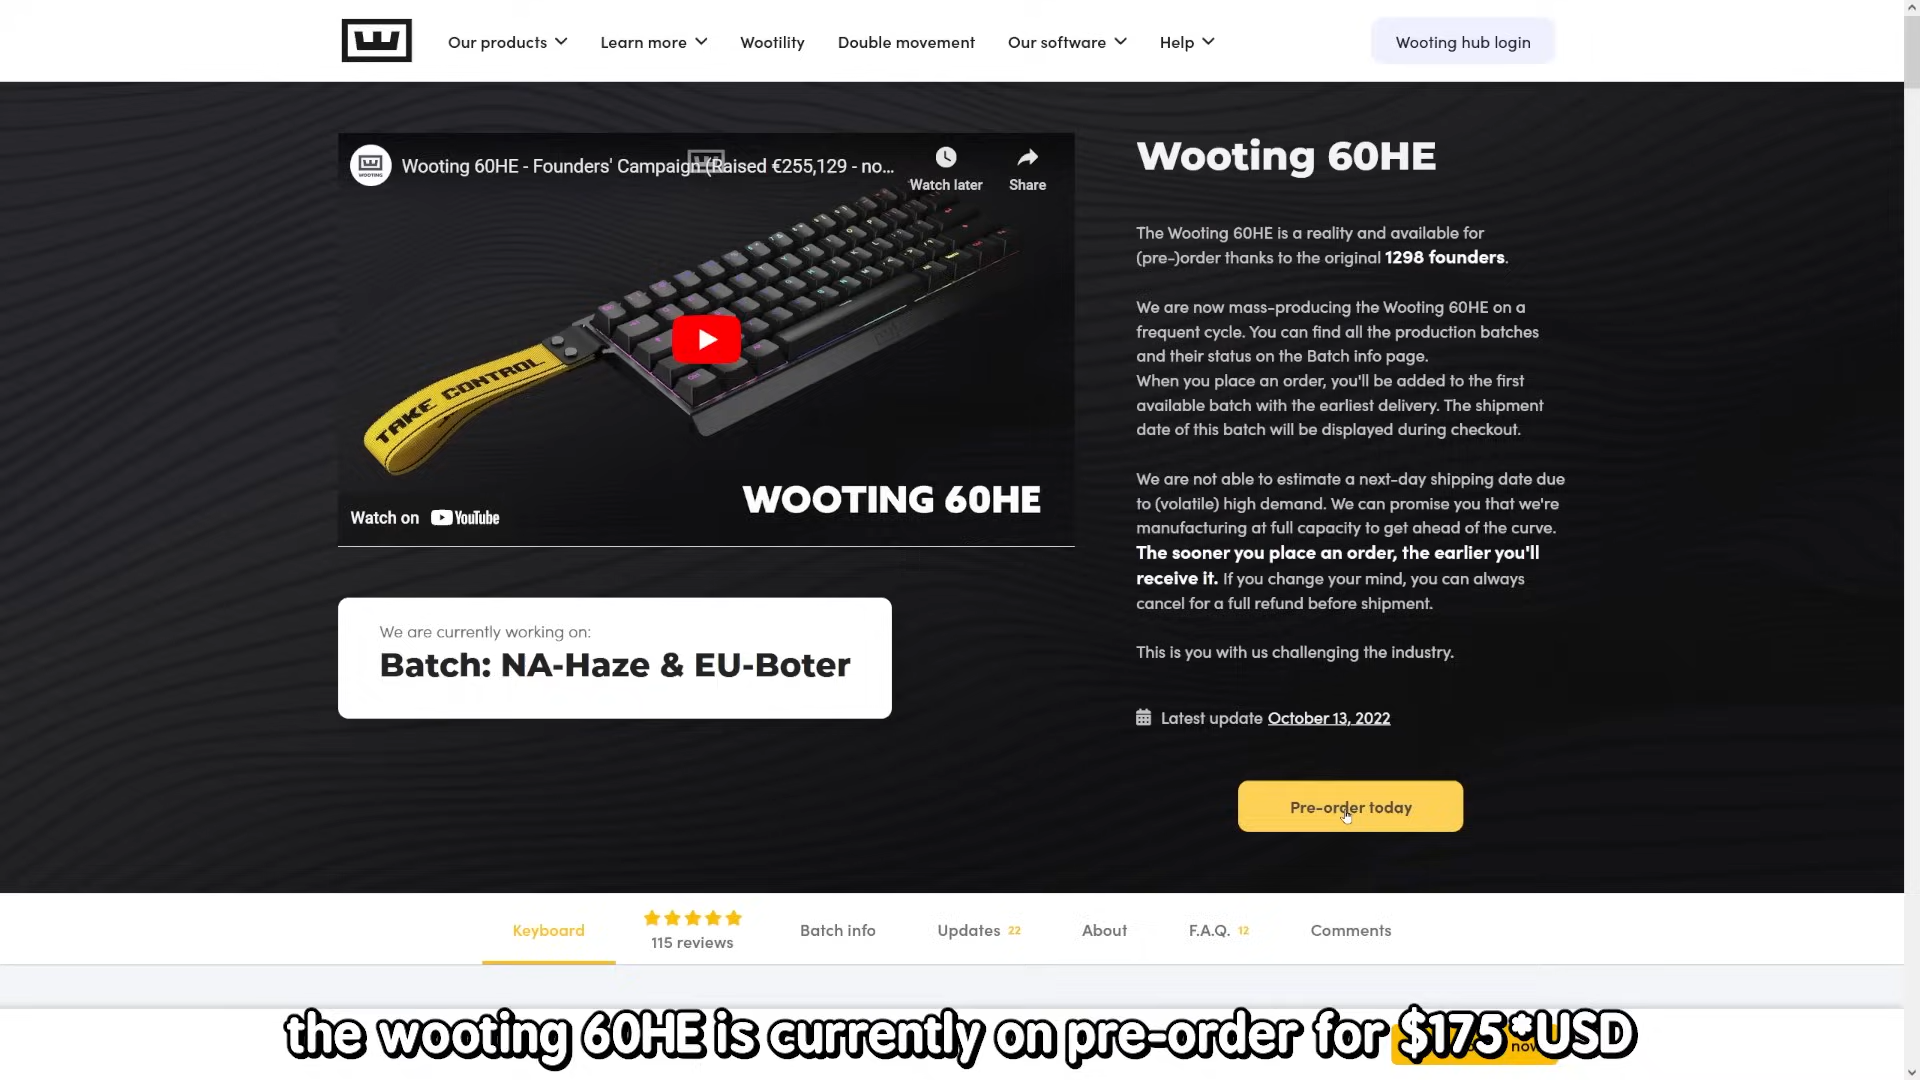 Our products
Learn more
Wootility
Double movement
Our software
Help
Wooting hub login
Wooting 60HE - Founders' Campaign (Raised €255,129 - no...
Watch later
Share
WOOTING
TAKE CONTROL
WOOTING 60HE
Watch on YouTube
Wooting 60HE
The Wooting 60HE is a reality and available for
(pre-)order thanks to the original 1298 founders.
We are now mass-producing the Wooting 60HE on a
frequent cycle. You can find all the production batches
and their status on the Batch info page.
When you place an order, you'll be added to the first
available batch with the earliest delivery. The shipment
date of this batch will be displayed during checkout.
We are not able to estimate a next-day shipping date due
to (volatile) high demand. We can promise you that we're
manufacturing at full capacity to get ahead of the curve.
The sooner you place an order, the earlier you'll
receive it. If you change your mind, you can always
cancel for a full refund before shipment.
This is you with us challenging the industry.
Latest update October 13, 2022
Pre-order today
We are currently working on:
Batch: NA-Haze & EU-Boter
Keyboard
115 reviews
Batch info
Updates 22
About
F.A.Q. 12
Comments
the wooting 60HE is currently on pre-order for $175*USD